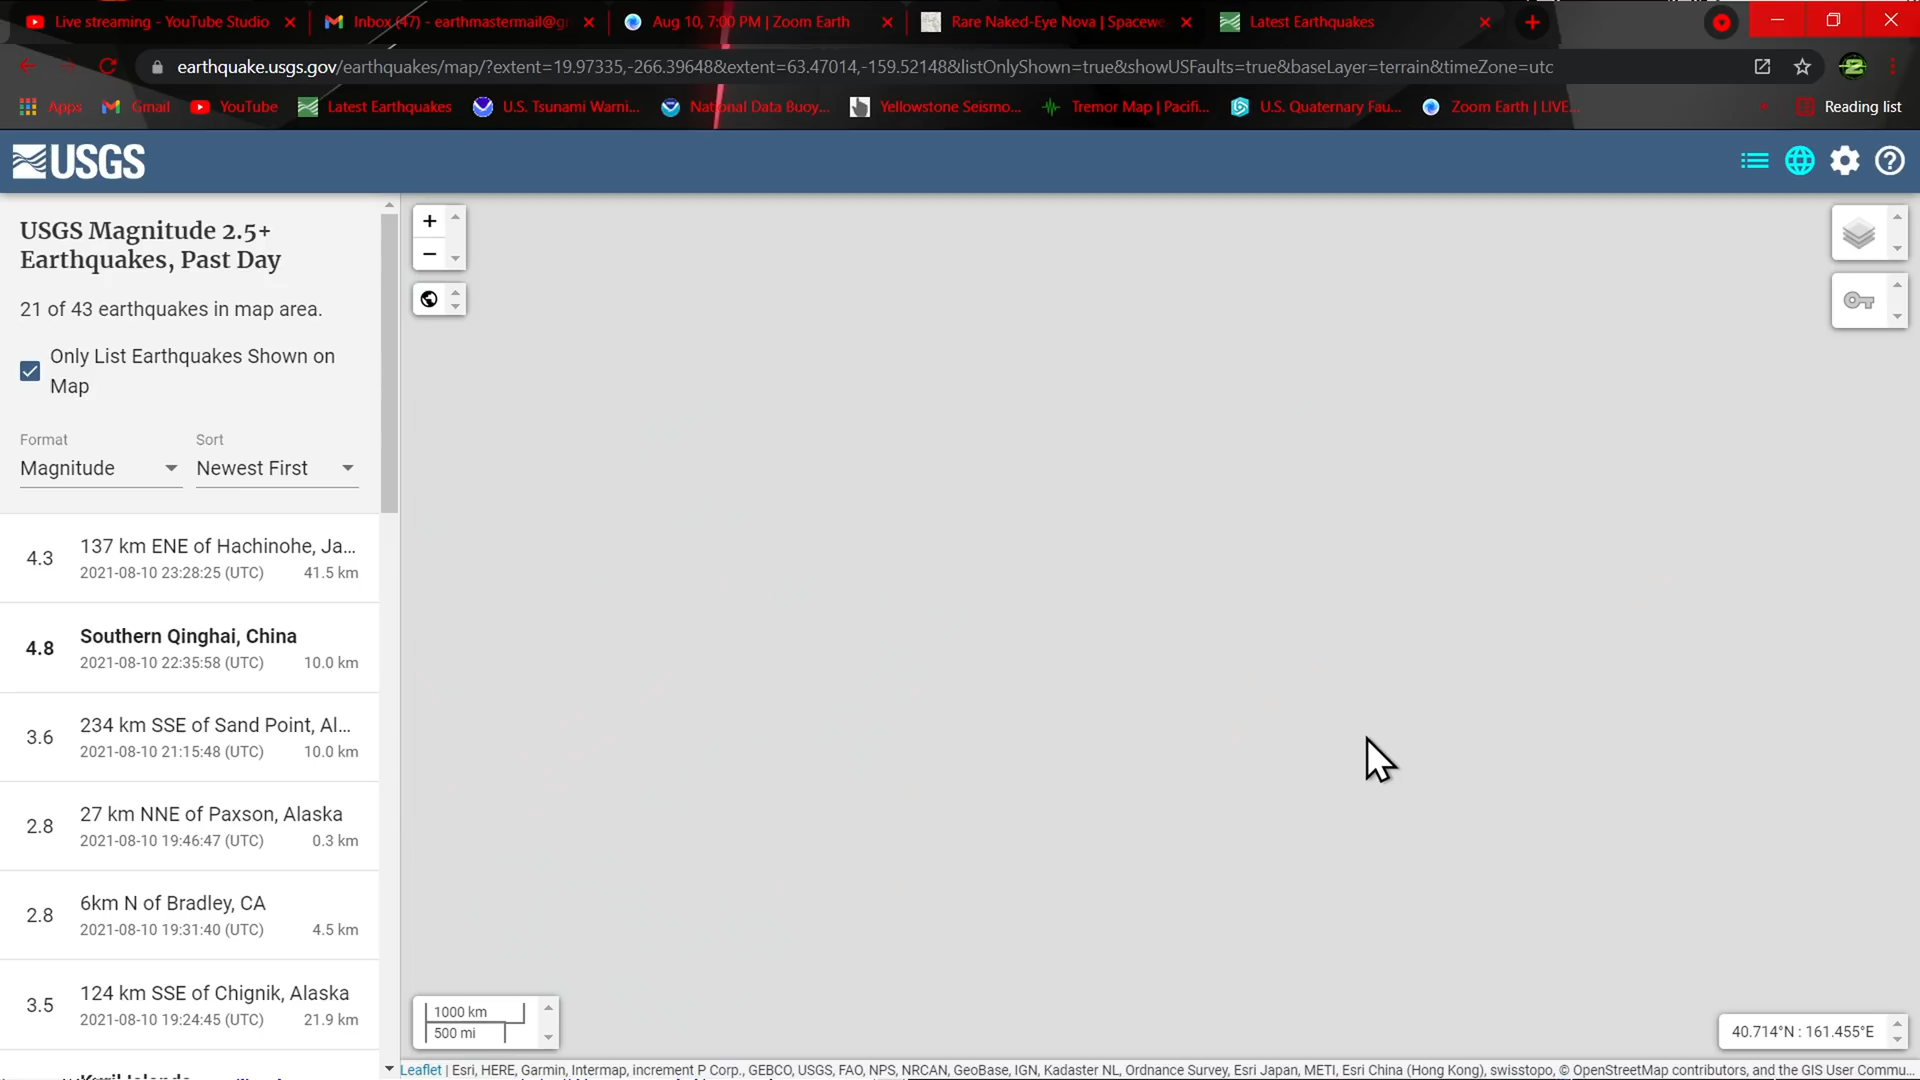 Live streaming - YouTube Studio
Inbox (47) - earthmastermail@gr
Aug 10, 7:00 PM | Zoom Earth
Rare Naked-Eye Nova | Spacewe
Latest Earthquakes
earthquake.usgs.gov/earthquakes/map/?extent=19.97335,-266.39648&extent=63.47014,-159.52148&listOnlyShown=true&showUSFaults=true&baseLayer=terrain&timeZone=utc
Apps
Gmail
YouTube
Latest Earthquakes
U.S. Tsunami Warni...
National Data Buoy...
Yellowstone Seismo...
Tremor Map | Pacifi...
U.S. Quaternary Fau...
Zoom Earth | LIVE...
Reading list
USGS
USGS Magnitude 2.5+
Earthquakes, Past Day
21 of 43 earthquakes in map area.
Only List Earthquakes Shown on
Map
Format
Sort
Magnitude
Newest First
4.3
137 km ENE of Hachinohe, Ja...
2021-08-10 23:28:25 (UTC) 41.5 km
4.8
Southern Qinghai, China
2021-08-10 22:35:58 (UTC) 10.0 km
3.6
234 km SSE of Sand Point, Al...
2021-08-10 21:15:48 (UTC) 10.0 km
2.8
27 km NNE of Paxson, Alaska
2021-08-10 19:46:47 (UTC) 0.3 km
2.8
6km N of Bradley, CA
2021-08-10 19:31:40 (UTC) 4.5 km
3.5
124 km SSE of Chignik, Alaska
2021-08-10 19:24:45 (UTC) 21.9 km
1000 km
500 mi
40.714°N : 161.455°E
Leaflet | Esri, HERE, Garmin, Intermap, increment P Corp., GEBCO, USGS, FAO, NPS, NRCAN, GeoBase, IGN, Kadaster NL, Ordnance Survey, Esri Japan, METI, Esri China (Hong Kong), swisstopo, © OpenStreetMap contributors, and the GIS User Commu...